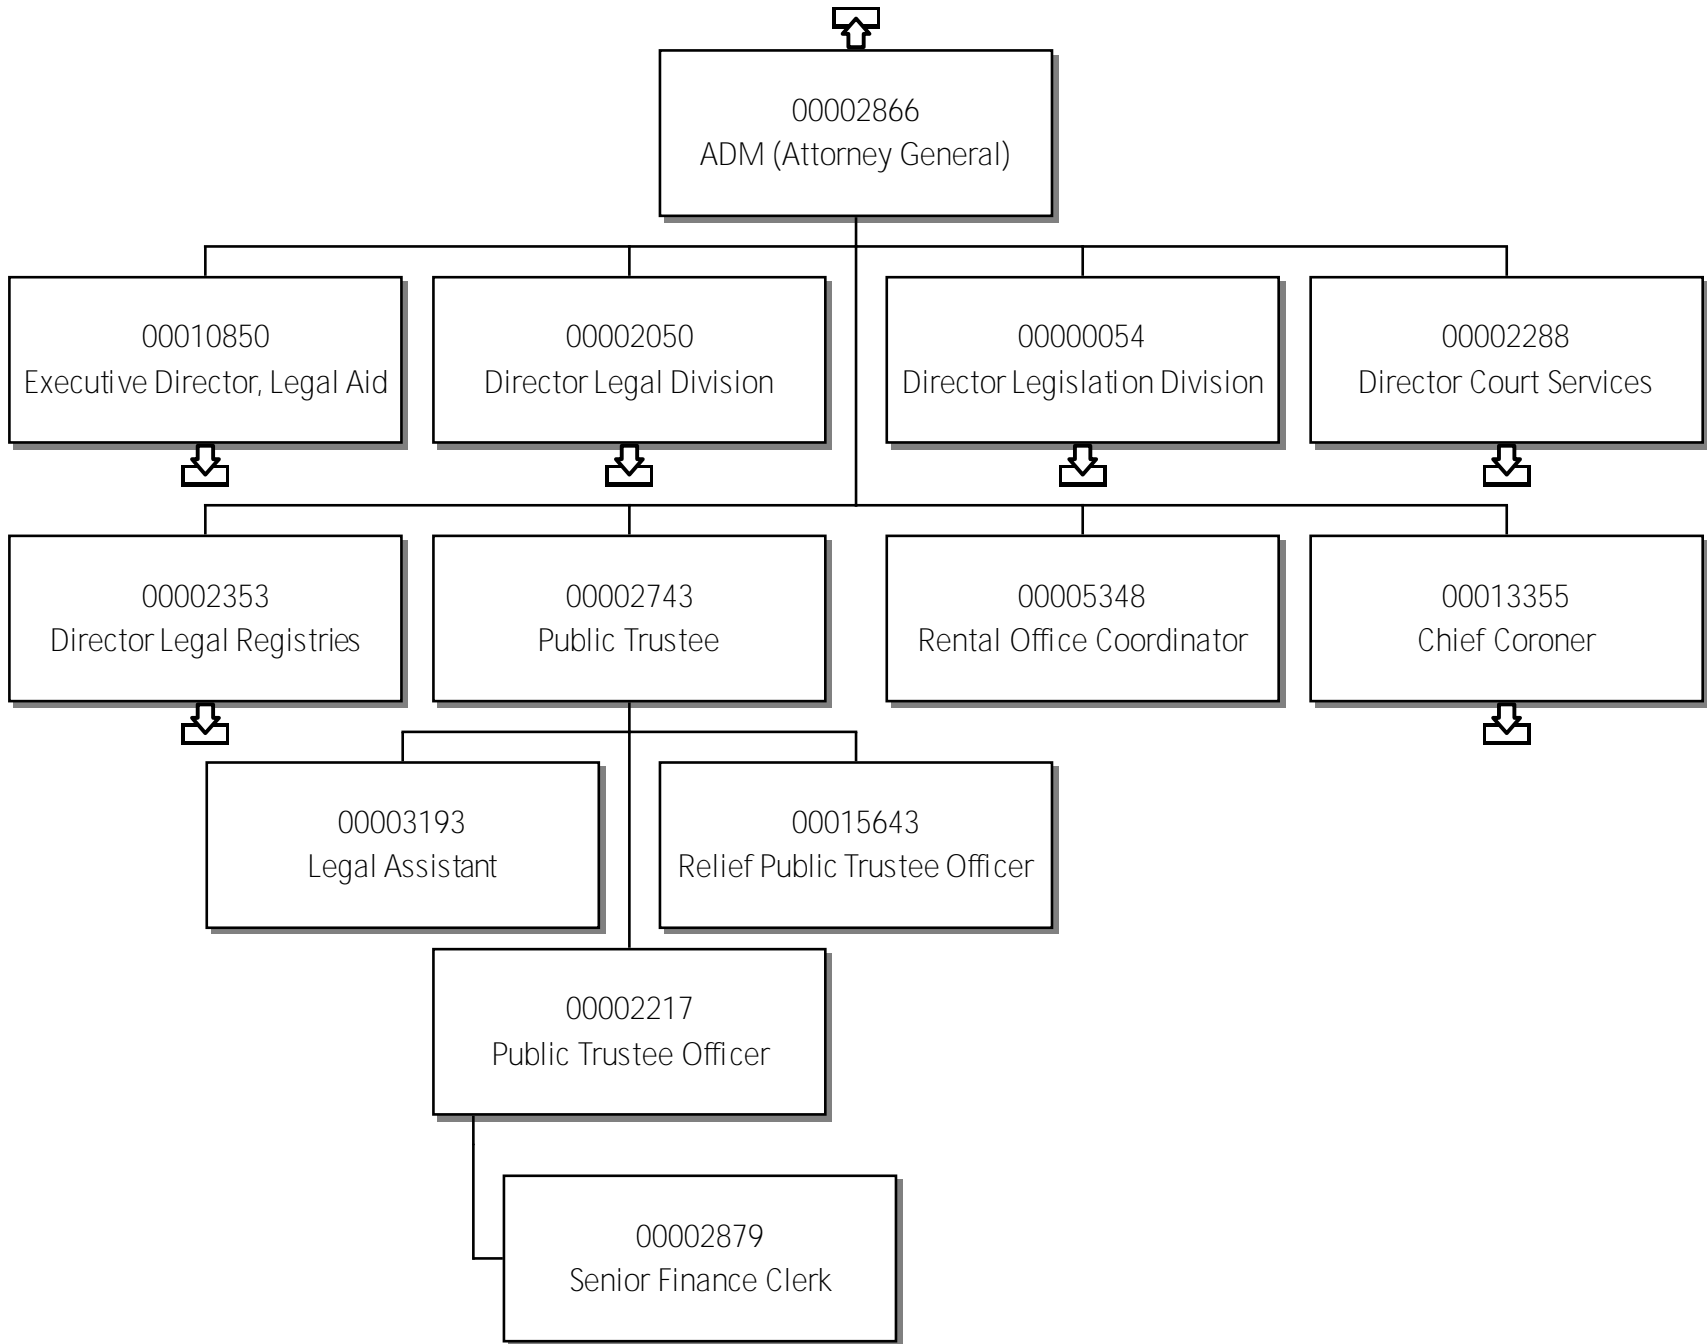 00002866
ADM (Attorney General)
00010850
Executive Director, Legal Aid
00002050
Director Legal Division
00000054
Director Legislation Division
00002288
Director Court Services
00002353
Director Legal Registries
00002743
Public Trustee
00005348
Rental Office Coordinator
00013355
Chief Coroner
00003193
Legal Assistant
00015643
Relief Public Trustee Officer
00002217
Public Trustee Officer
00002879
Senior Finance Clerk